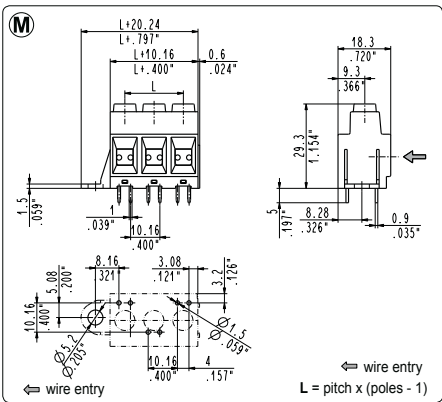 M
L+20.24
L+.797"
L+10.16
L+.400"
0.6
.024"
L
18.3
.720"
9.3
.366"
29.3
1.154"
1.5
.059"
1
.039"
10.16
.400"
5
.197"
8.28
.326"
0.9
.035"
8.16
.321"
3.08
.121"
3.2
.126"
5.08
.200"
10.16
.400"
Ø5.2
Ø.205"
Ø1.5
Ø.059"
10.16
.400"
4
.157"
wire entry
wire entry
L = pitch x (poles - 1)